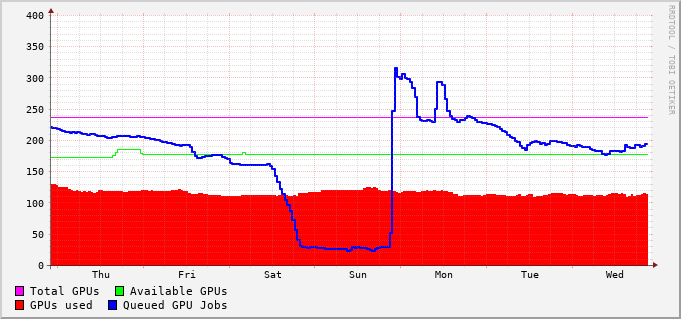 400
350
300
250
200
150
100
50
0
Thu Fri Sat Sun Mon Tue Wed
Total GPUs Available GPUs
GPUs used Queued GPU Jobs
RRDTOOL / TOBI OETIKER